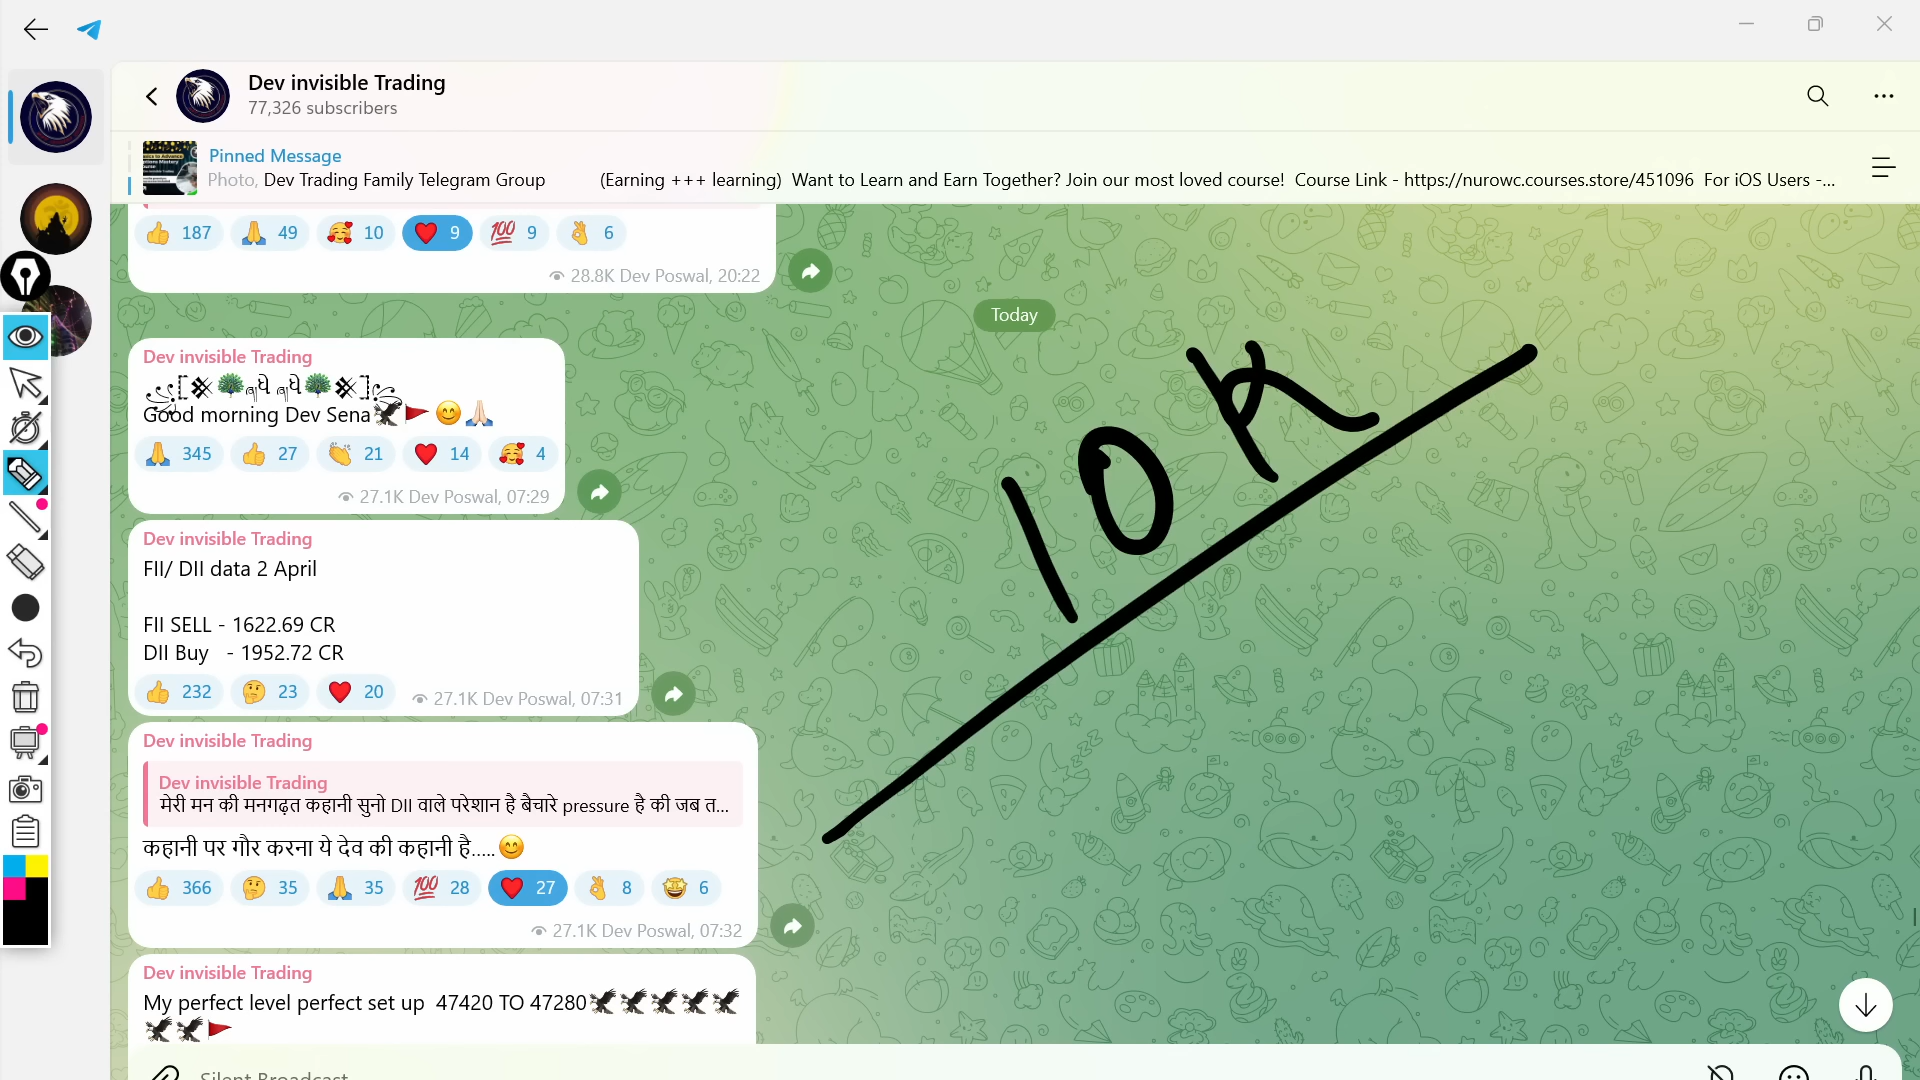 Dev invisible Trading
77,326 subscribers
Pinned Message
Photo, Dev Trading Family Telegram Group (Earning +++ learning) Want to Learn and Earn Together? Join our most loved course! Course Link - https://nurowc.courses.store/451096 For iOS Users -...
👍 187 🙏 49 🥰 10 ❤️ 9 💯 9 👌 6
28.8K Dev Poswal, 20:22
Today
10K
Dev invisible Trading
Good morning Dev Sena🦅🚩😊🙏🏻
🙏 345 👍 27 👏 21 ❤️ 14 🥰 4
27.1K Dev Poswal, 07:29
Dev invisible Trading
FII/ DII data 2 April
FII SELL - 1622.69 CR
DII Buy - 1952.72 CR
👍 232 🤔 23 ❤️ 20
27.1K Dev Poswal, 07:31
Dev invisible Trading
Dev invisible Trading
मेरी मन की मनगढ़त कहानी सुनो DII वाले परेशान है बेचारे pressure है की जब त...
कहानी पर गौर करना ये देव की कहानी है.....😊
👍 366 🤔 35 🙏 35 💯 28 ❤️ 27 👌 8 🤩 6
27.1K Dev Poswal, 07:32
Dev invisible Trading
My perfect level perfect set up 47420 TO 47280🦅🦅🦅🦅🦅
🦅🦅🚩
Silent Broadcast